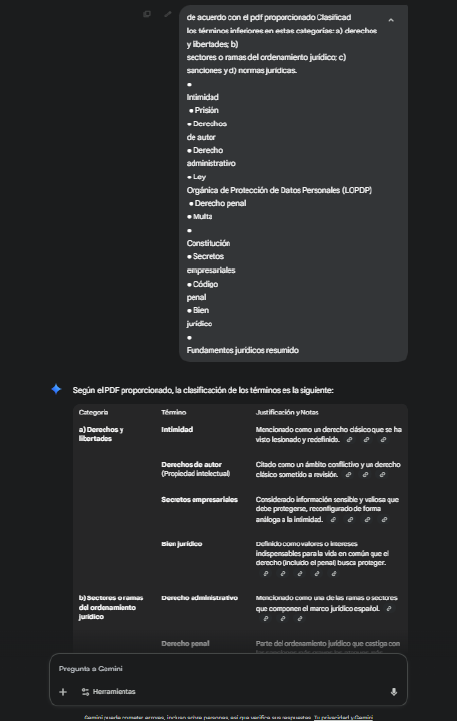 de acuerdo con el pdf proporcionado Clasificad
los términos inferiores en estas categorías: a) derechos
y libertades; b)
sectores o ramas del ordenamiento jurídico; c)
sanciones y d) normas jurídicas.
●
Intimidad
● Prisión
● Derechos
de autor
● Derecho
administrativo
● Ley
Orgánica de Protección de Datos Personales (LOPDP)
● Derecho penal
● Multa
●
Constitución
● Secretos
empresariales
● Código
penal
● Bien
jurídico
●
Fundamentos jurídicos resumido
Según el PDF proporcionado, la clasificación de los términos es la siguiente:
Categoría Término Justificación y Notas
a) Derechos y
libertades
Intimidad
Mencionado como un derecho clásico que se ha
visto lesionado y redefinido.
Derechos de autor
(Propiedad intelectual)
Citado como un ámbito conflictivo y un derecho
clásico sometido a revisión.
Secretos empresariales
Considerado información sensible y valiosa que
debe protegerse, reconfigurado de forma
análoga a la intimidad.
Bien jurídico
Definido como valores o intereses
indispensables para la vida en común que el
derecho (incluido el penal) busca proteger.
b) Sectores o ramas
del ordenamiento
jurídico
Derecho administrativo
Mencionado como una de las ramas o sectores
que componen el marco jurídico español.
Derecho penal
Parte del ordenamiento jurídico que castiga con
Pregunta a Gemini
Herramientas
Gemini puede cometer errores, incluso sobre personas, así que verifica sus respuestas. Tu privacidad y Gemini